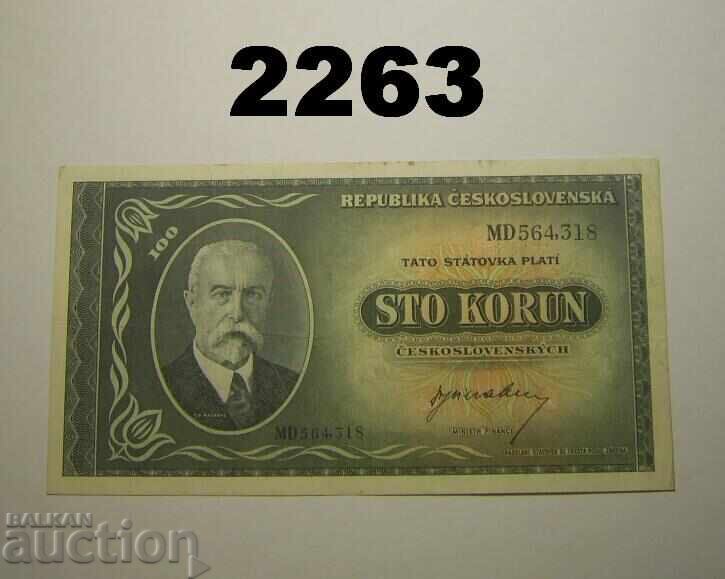 2263
REPUBLIKA ČESKOSLOVENSKÁ
MD564,318
TATO STÁTOVKA PLATÍ
STO KORUN
ČESKOSLOVENSKÝCH
100
MD564,318
MINISTR FINANCÍ
BALKAN
auction